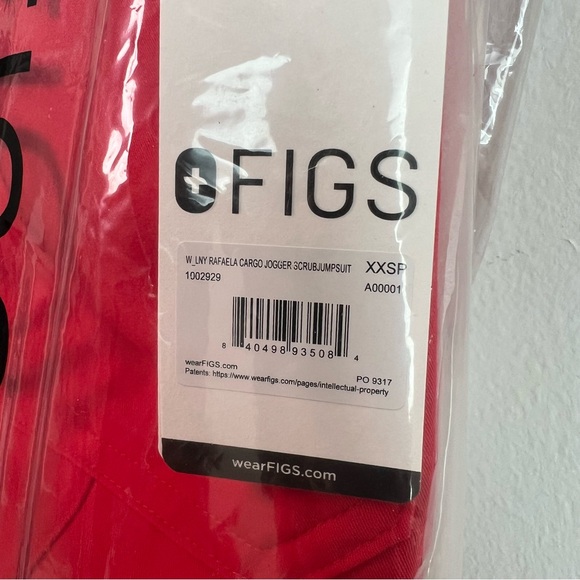 FIGS
W_LNY RAFAELA CARGO JOGGER SCRUBJUMPSUIT XXSP
1002929 A00001
8 40498 93508 4
wearFIGS.com
PO 9317
Patents: https://www.wearfigs.com/pages/intellectual-property
wearFIGS.com